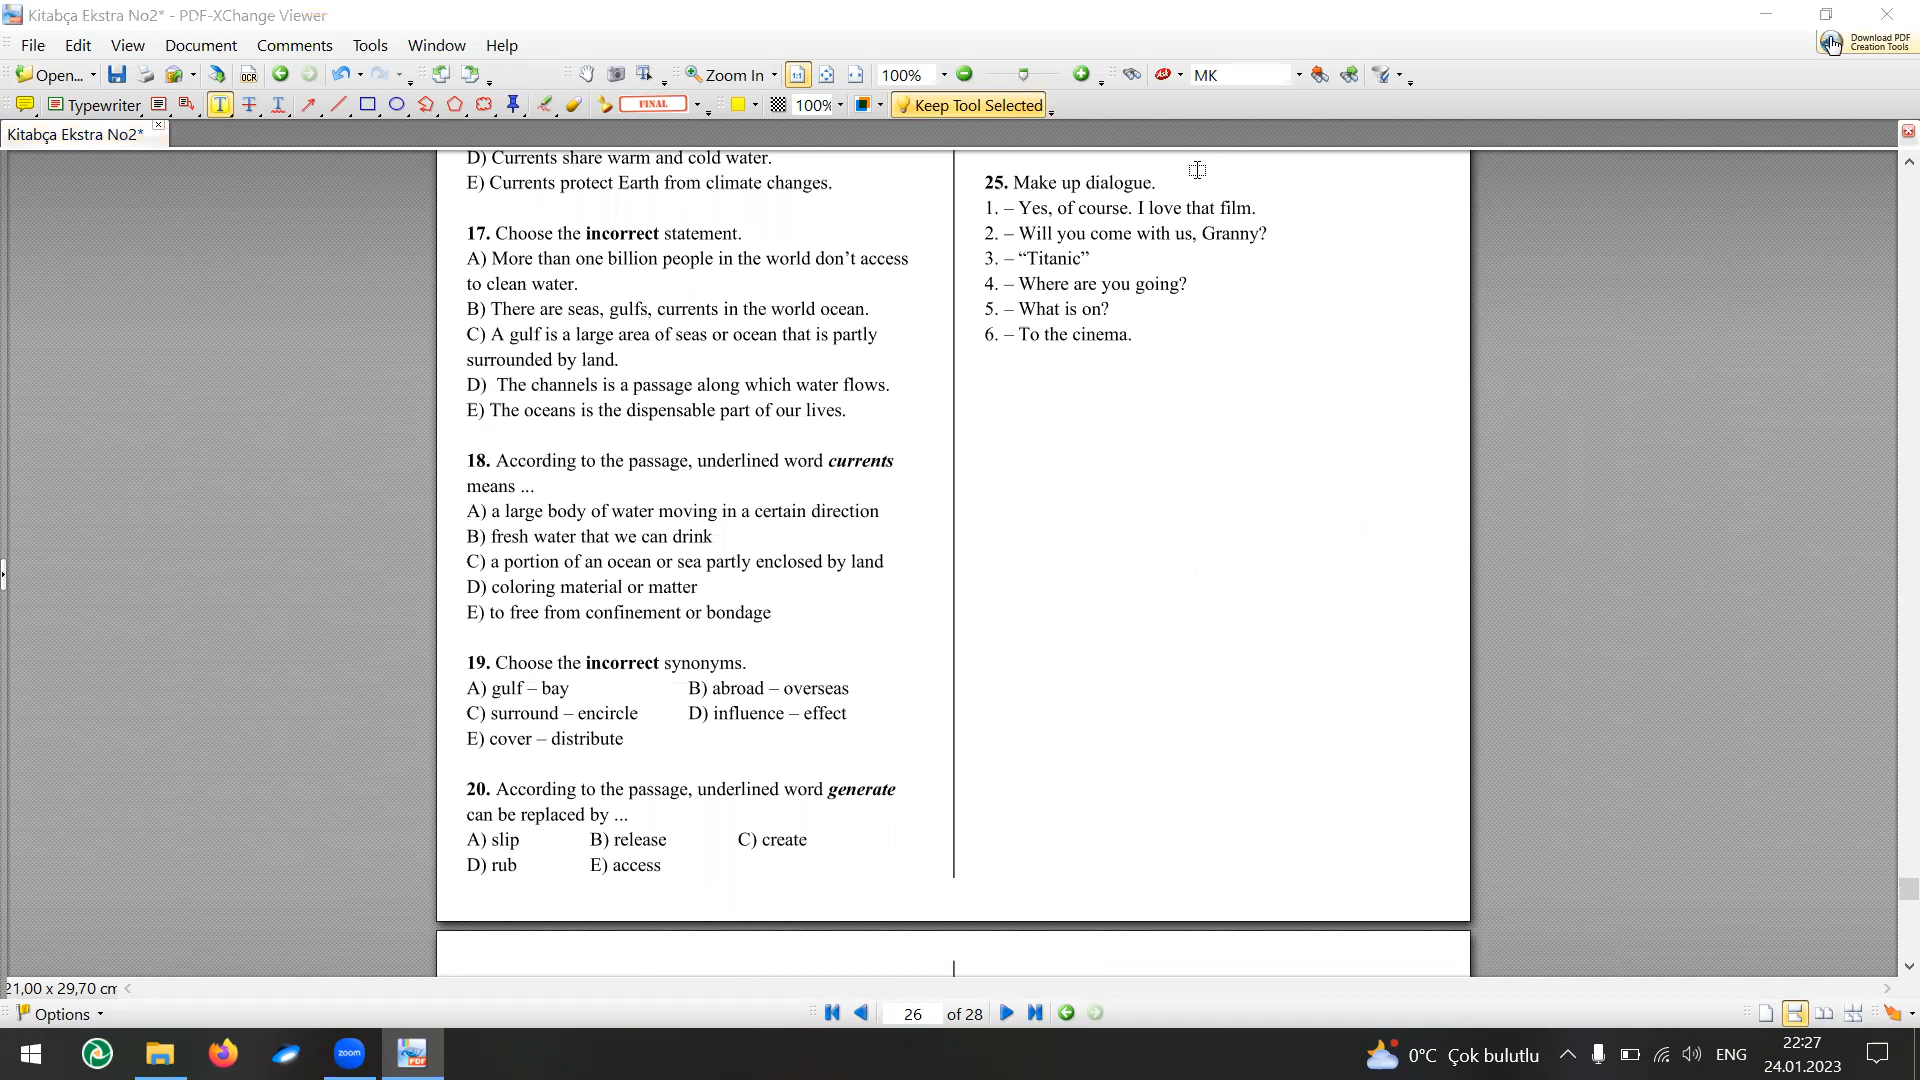 Kitabça Ekstra No2* - PDF-XChange Viewer
File Edit View Document Comments Tools Window Help
Download PDF
Creation Tools
Open... OCR Zoom In 1:1 100% MK
Typewriter FINAL 100% Keep Tool Selected
Kitabça Ekstra No2*
D) Currents share warm and cold water.
E) Currents protect Earth from climate changes.
17. Choose the incorrect statement.
A) More than one billion people in the world don’t access
to clean water.
B) There are seas, gulfs, currents in the world ocean.
C) A gulf is a large area of seas or ocean that is partly
surrounded by land.
D) The channels is a passage along which water flows.
E) The oceans is the dispensable part of our lives.
18. According to the passage, underlined word currents
means ...
A) a large body of water moving in a certain direction
B) fresh water that we can drink
C) a portion of an ocean or sea partly enclosed by land
D) coloring material or matter
E) to free from confinement or bondage
19. Choose the incorrect synonyms.
A) gulf – bay B) abroad – overseas
C) surround – encircle D) influence – effect
E) cover – distribute
20. According to the passage, underlined word generate
can be replaced by ...
A) slip B) release C) create
D) rub E) access
25. Make up dialogue.
1. – Yes, of course. I love that film.
2. – Will you come with us, Granny?
3. – “Titanic”
4. – Where are you going?
5. – What is on?
6. – To the cinema.
21,00 x 29,70 cm
Options 26 of 28
zoom PDF 0°C Çok bulutlu ENG 22:27
24.01.2023